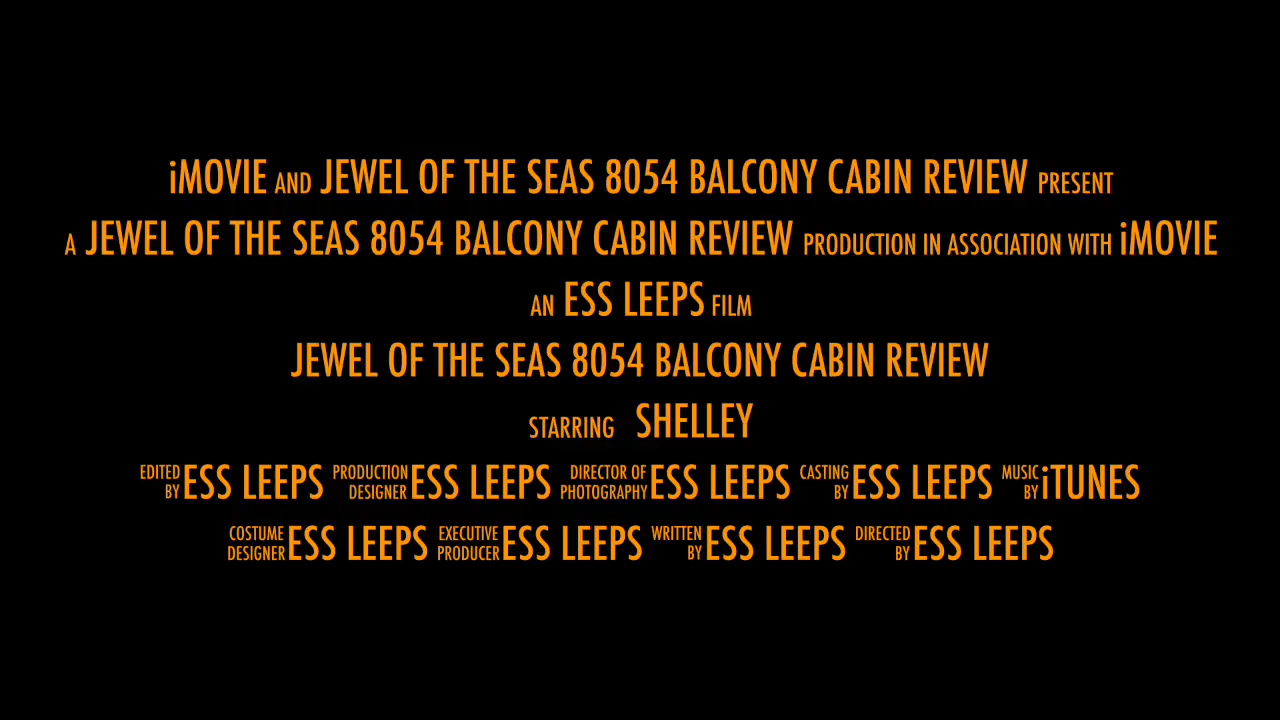 iMOVIE AND JEWEL OF THE SEAS 8054 BALCONY CABIN REVIEW PRESENT
A JEWEL OF THE SEAS 8054 BALCONY CABIN REVIEW PRODUCTION IN ASSOCIATION WITH iMOVIE
AN ESS LEEPS FILM
JEWEL OF THE SEAS 8054 BALCONY CABIN REVIEW
STARRING SHELLEY
EDITED BY ESS LEEPS PRODUCTION DESIGNER ESS LEEPS DIRECTOR OF PHOTOGRAPHY ESS LEEPS CASTING BY ESS LEEPS MUSIC BY iTUNES
COSTUME DESIGNER ESS LEEPS EXECUTIVE PRODUCER ESS LEEPS WRITTEN BY ESS LEEPS DIRECTED BY ESS LEEPS